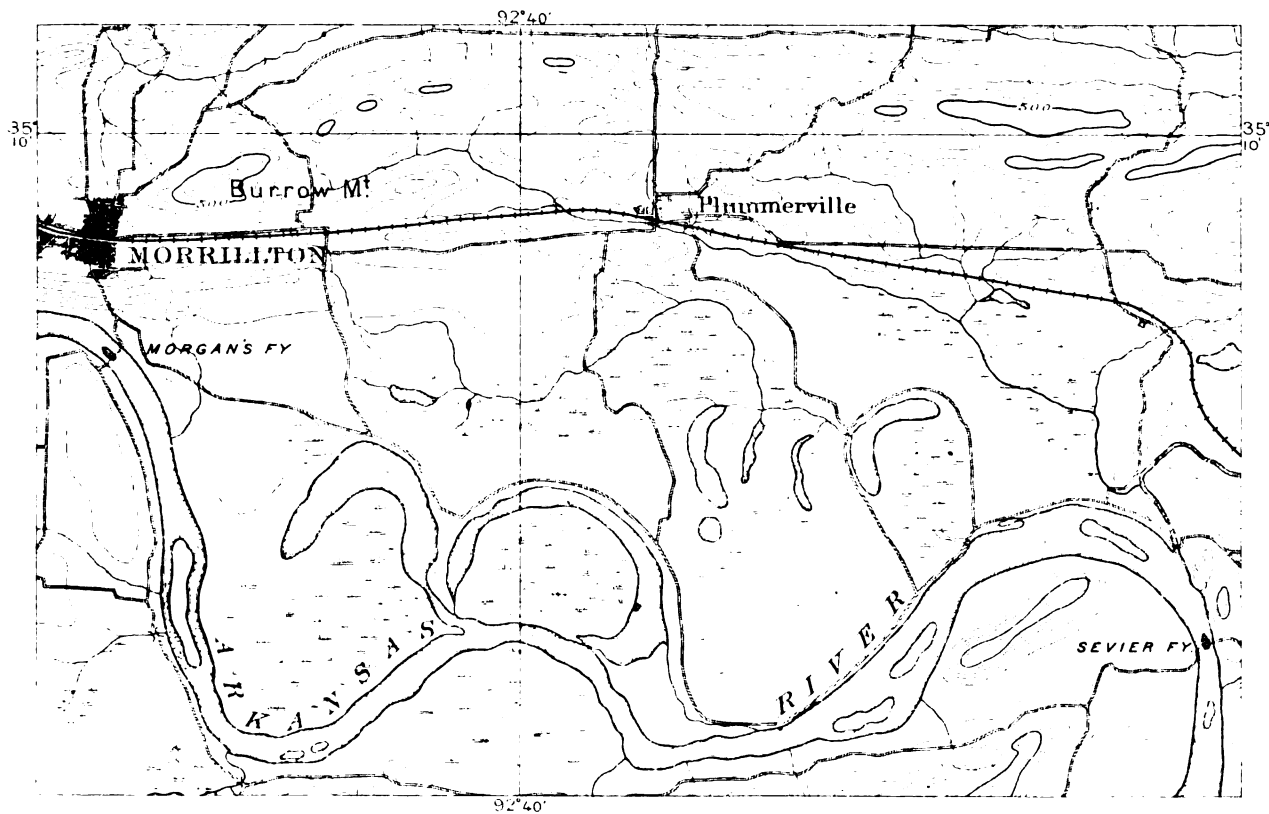 92°40'
35°
10'
35°
10'
500
500
Burrow Mt.
Plummerville
MORRILLTON
MORGANS FY
ARKANSAS RIVER
SEVIER FY.
92°40'